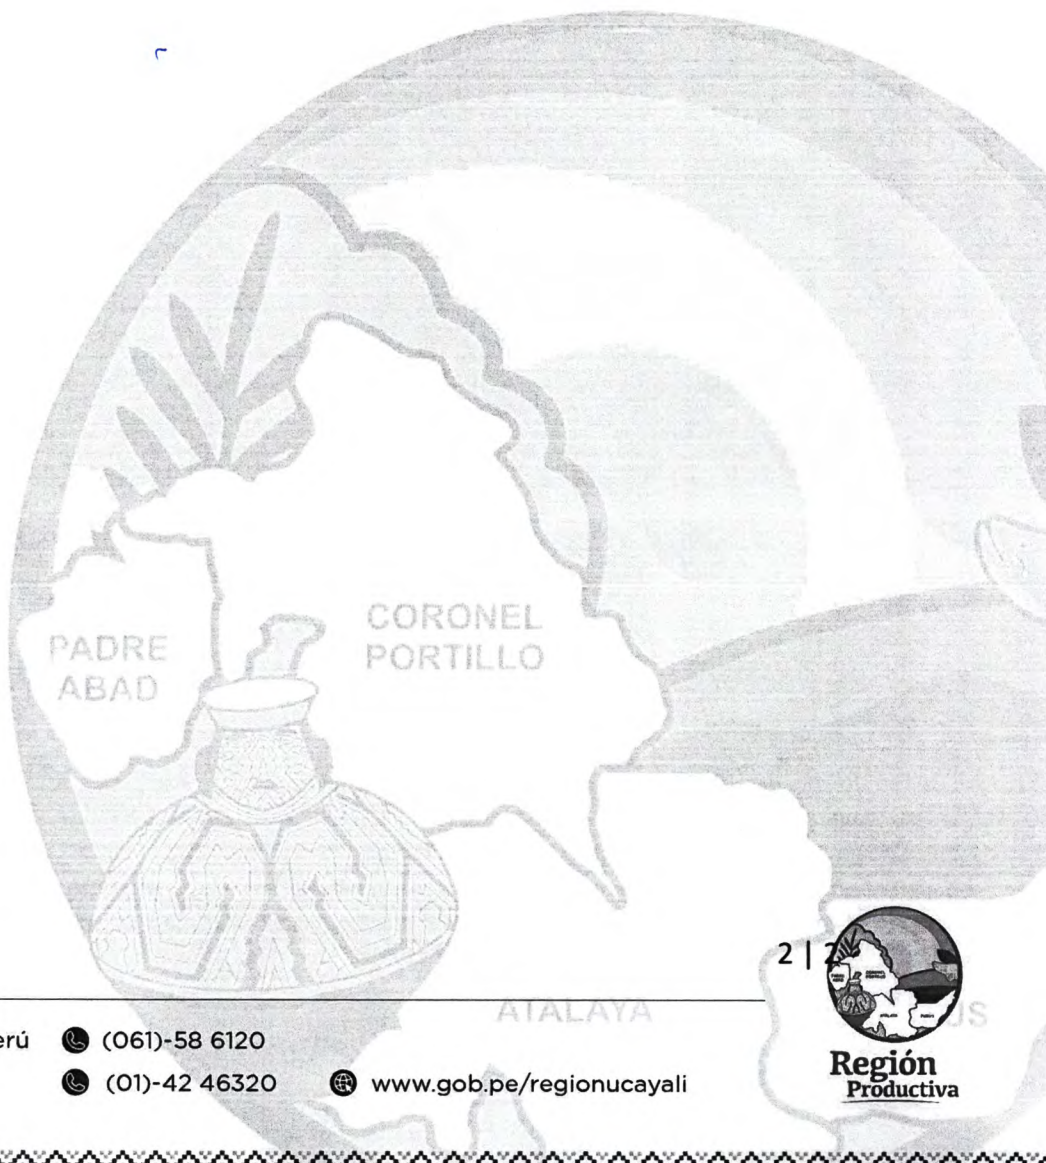 PADRE
ABAD
CORONEL
PORTILLO
2 | 2
ATALAYA
US
erú (061)-58 6120
(01)-42 46320 www.gob.pe/regionucayali
Región
Productiva